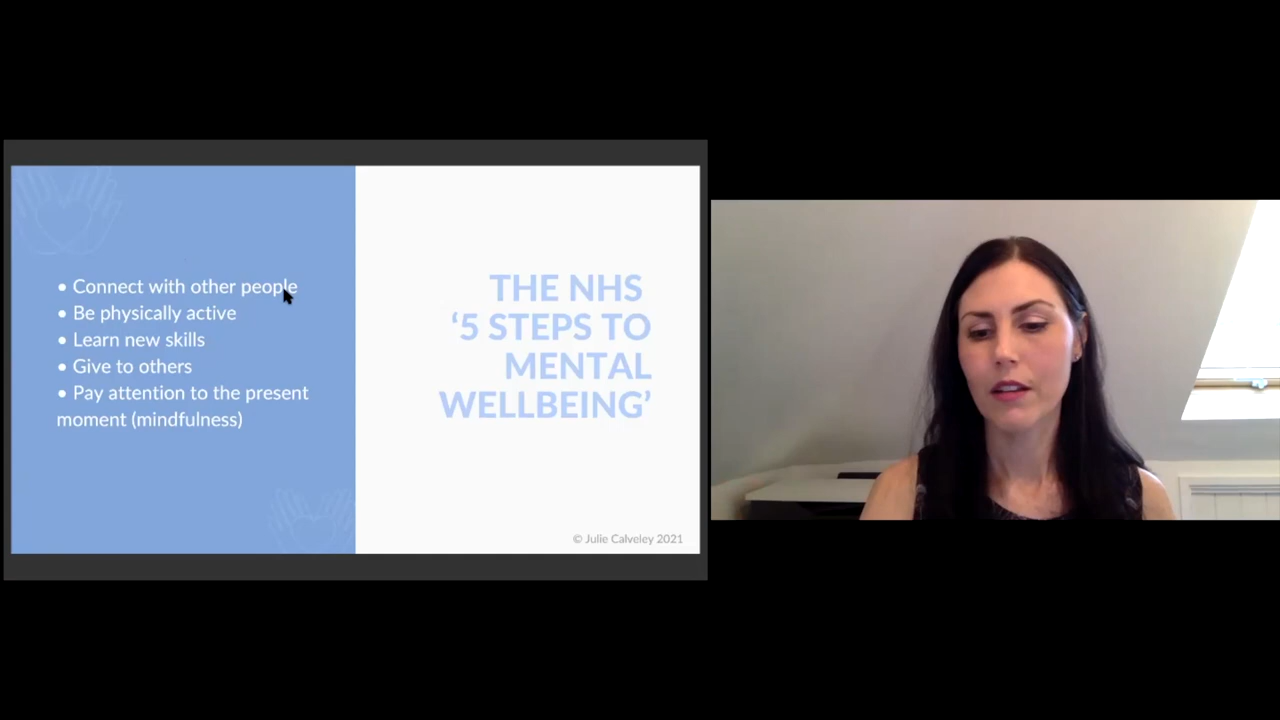 • Connect with other people
• Be physically active
• Learn new skills
• Give to others
• Pay attention to the present
moment (mindfulness)
THE NHS
‘5 STEPS TO
MENTAL
WELLBEING’
© Julie Calveley 2021